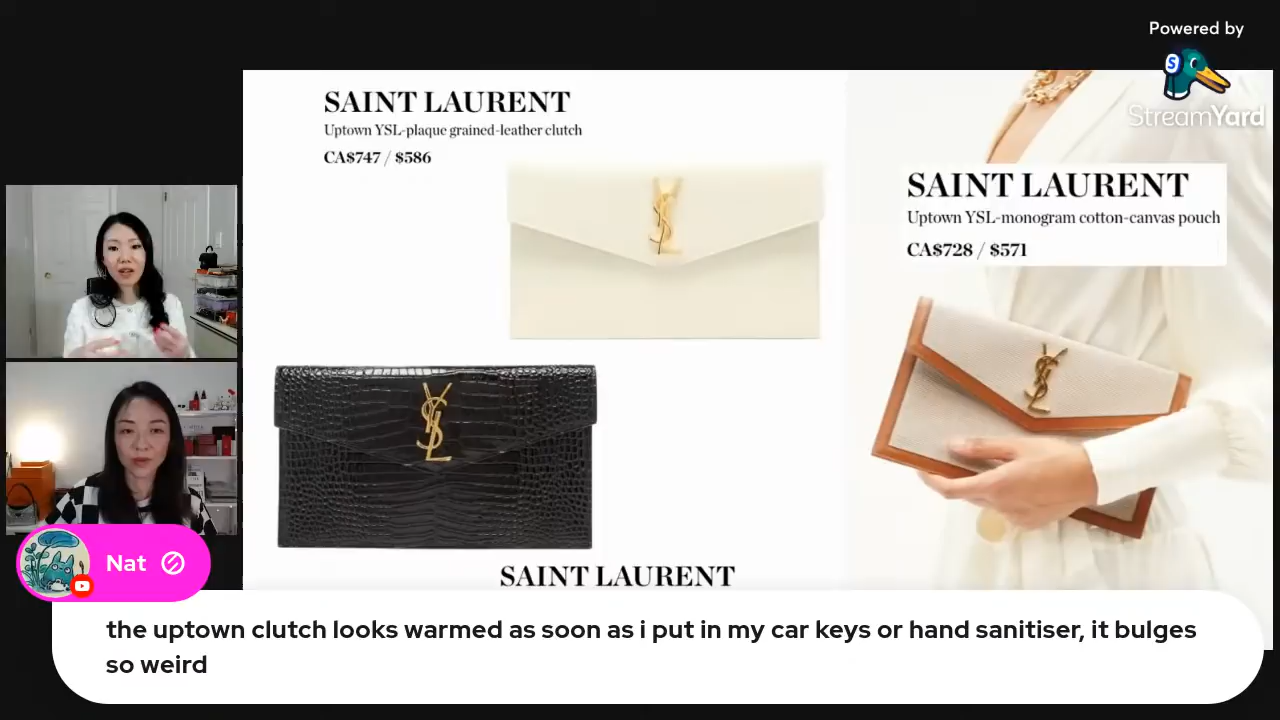 Powered by
StreamYard
SAINT LAURENT
Uptown YSL-plaque grained-leather clutch
CA$747 / $586
SAINT LAURENT
Uptown YSL-monogram cotton-canvas pouch
CA$728 / $571
SAINT LAURENT
Nat
the uptown clutch looks warmed as soon as i put in my car keys or hand sanitiser, it bulges
so weird